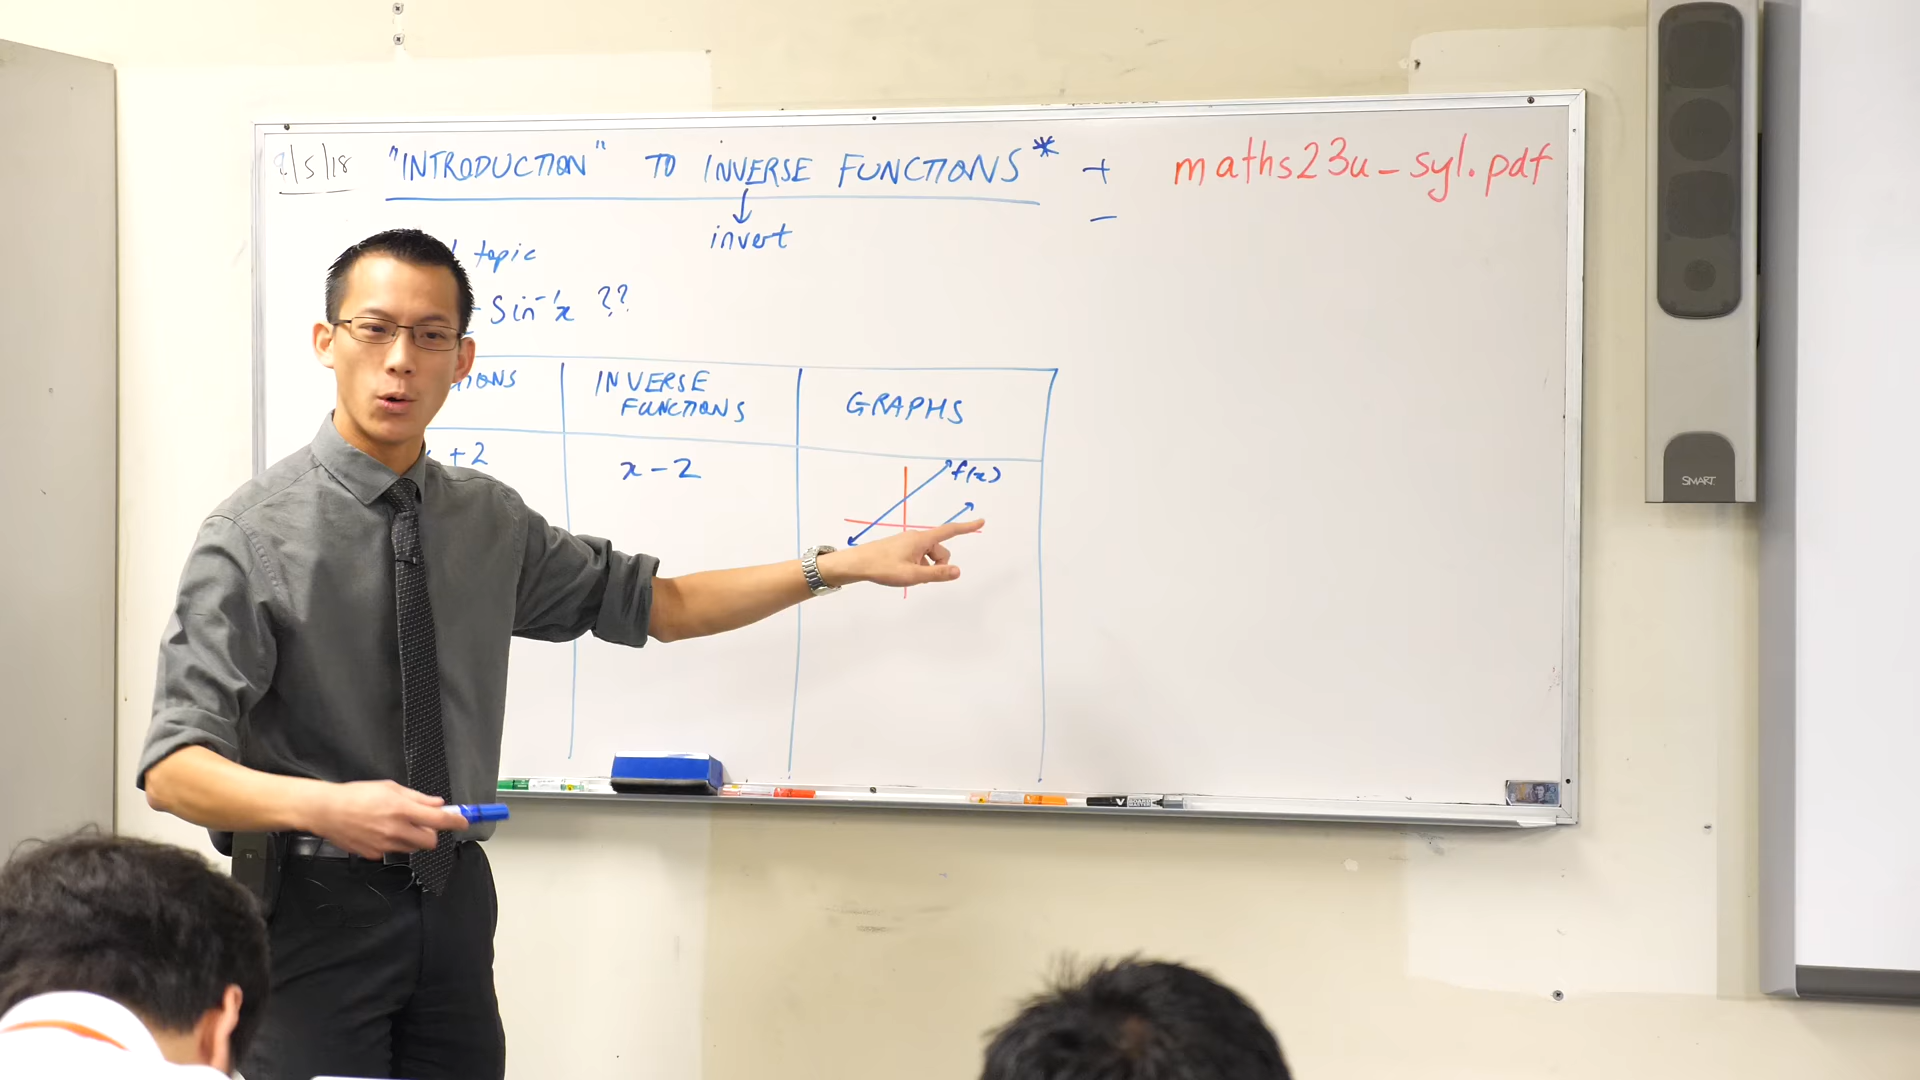 /5/18 "INTRODUCTION" TO INVERSE FUNCTIONS* + maths23u-syl.pdf
-
invert
topic
Sin⁻¹x ??
INVERSE FUNCTIONS
GRAPHS
+2
x-2
f(x)
SMART